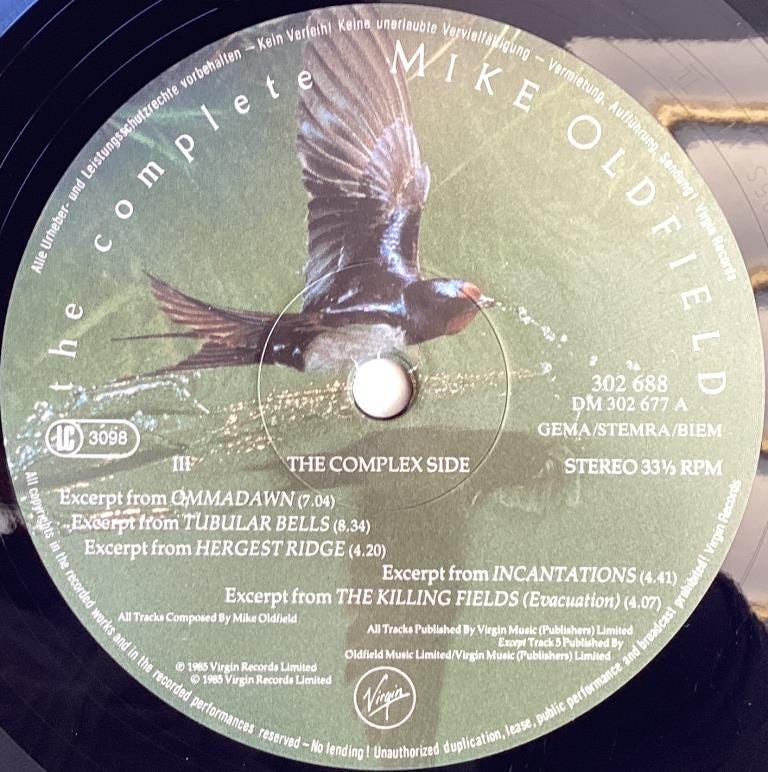 Alle Urheber- und Leistungsschutzrechte vorbehalten – Kein Verleih! Keine unerlaubte Vervielfältigung – Vermietung, Aufführung, Sendung! Virgin Records
the complete MIKE OLDFIELD
302 688
DM 302 677 A
GEMA/STEMRA/BIEM
LC 3098
III THE COMPLEX SIDE STEREO 33⅓ RPM
Excerpt from OMMADAWN (7.04)
Excerpt from TUBULAR BELLS (8.34)
Excerpt from HERGEST RIDGE (4.20)
Excerpt from INCANTATIONS (4.41)
Excerpt from THE KILLING FIELDS (Evacuation) (4.07)
All Tracks Composed By Mike Oldfield
All Tracks Published By Virgin Music (Publishers) Limited
Except Track 5 Published By
Oldfield Music Limited/Virgin Music (Publishers) Limited
℗ 1985 Virgin Records Limited
© 1985 Virgin Records Limited
Virgin
All copyrights in the recorded works and in the recorded performances reserved – No lending! Unauthorized duplication, lease, public performance and broadcast prohibited! Virgin Records